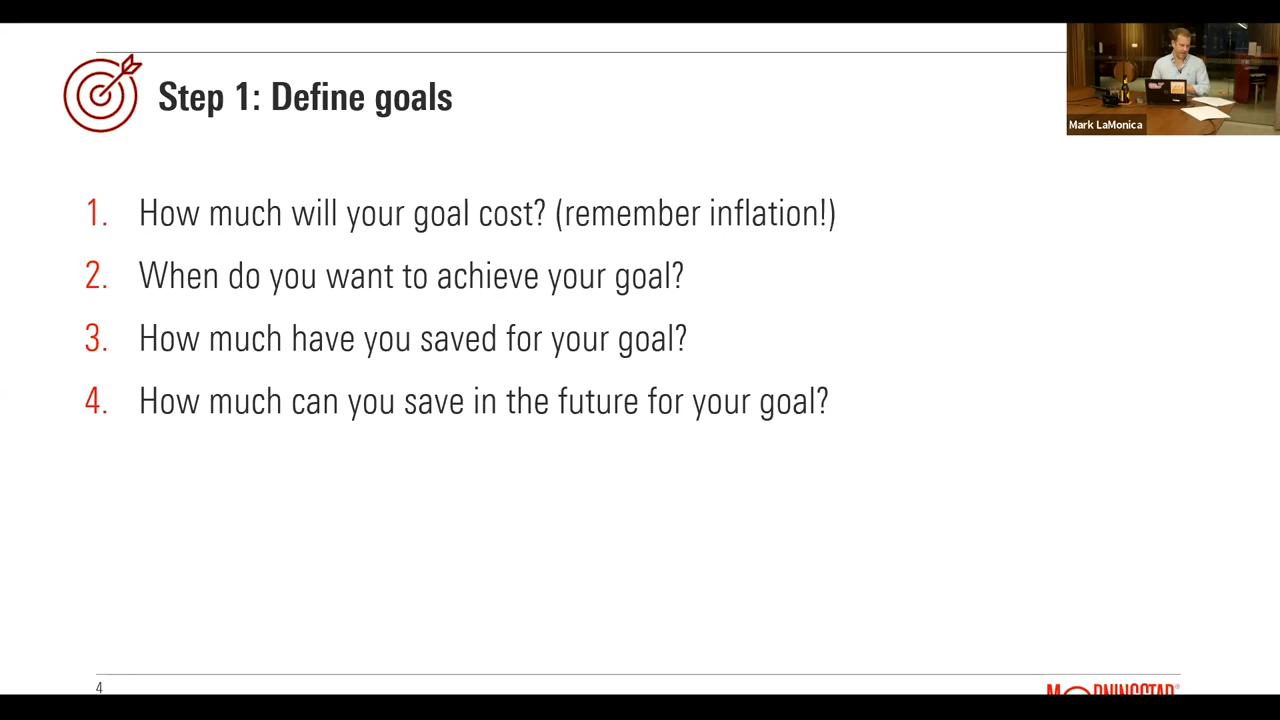 Step 1: Define goals
Mark LaMonica
1. How much will your goal cost? (remember inflation!)
2. When do you want to achieve your goal?
3. How much have you saved for your goal?
4. How much can you save in the future for your goal?
4
MORNINGSTAR®